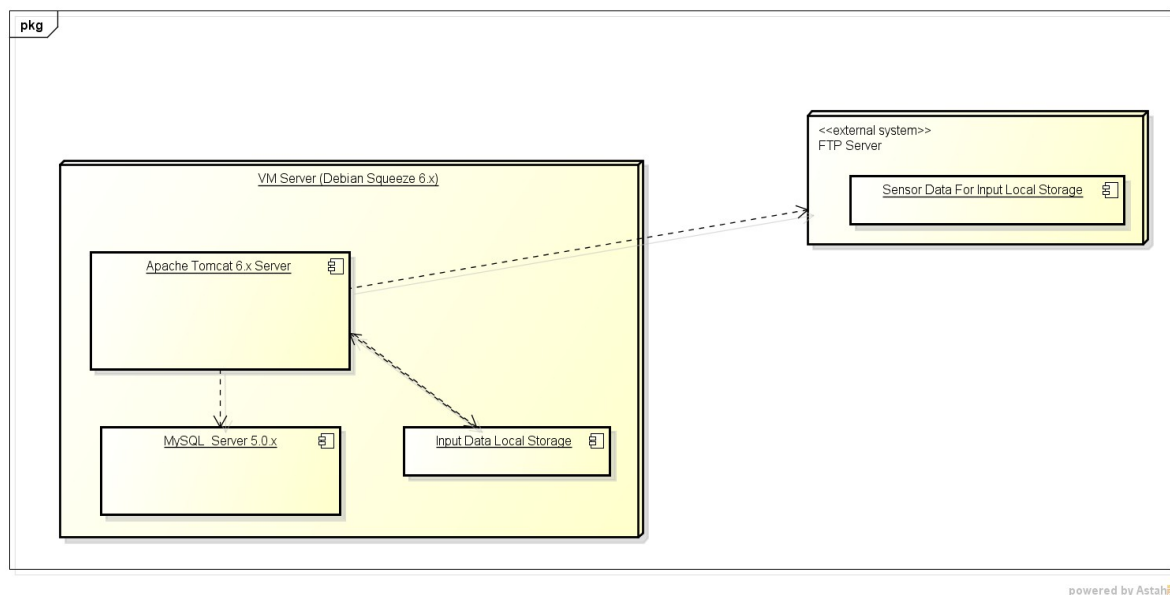 pkg
<<external system>>
FTP Server
Sensor Data For Input Local Storage
VM Server (Debian Squeeze 6.x)
Apache Tomcat 6.x Server
MySQL Server 5.0.x
Input Data Local Storage
powered by Astah